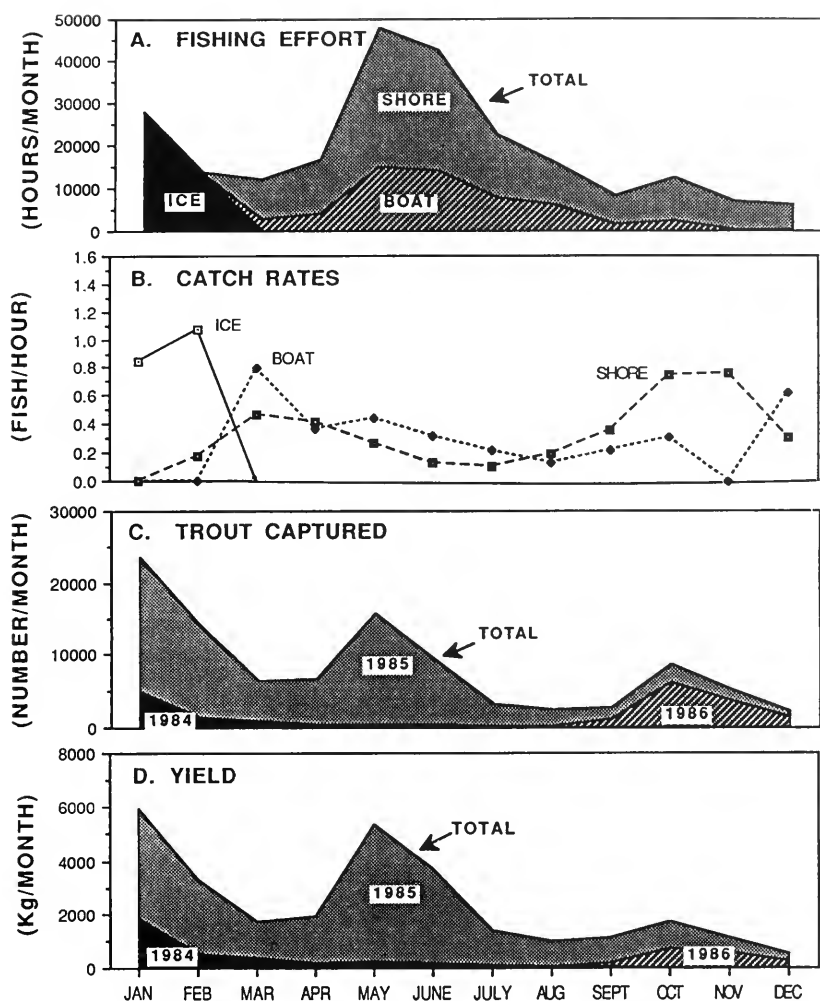 A. FISHING EFFORT
(HOURS/MONTH)
50000
40000
30000
20000
10000
0
TOTAL
SHORE
ICE
BOAT
B. CATCH RATES
(FISH/HOUR)
1.6
1.4
1.2
1.0
0.8
0.6
0.4
0.2
0.0
ICE
BOAT
SHORE
C. TROUT CAPTURED
(NUMBER/MONTH)
30000
20000
10000
0
TOTAL
1985
1984
1986
D. YIELD
(Kg/MONTH)
8000
6000
4000
2000
0
TOTAL
1985
1984
1986
JAN FEB MAR APR MAY JUNE JULY AUG SEPT OCT NOV DEC